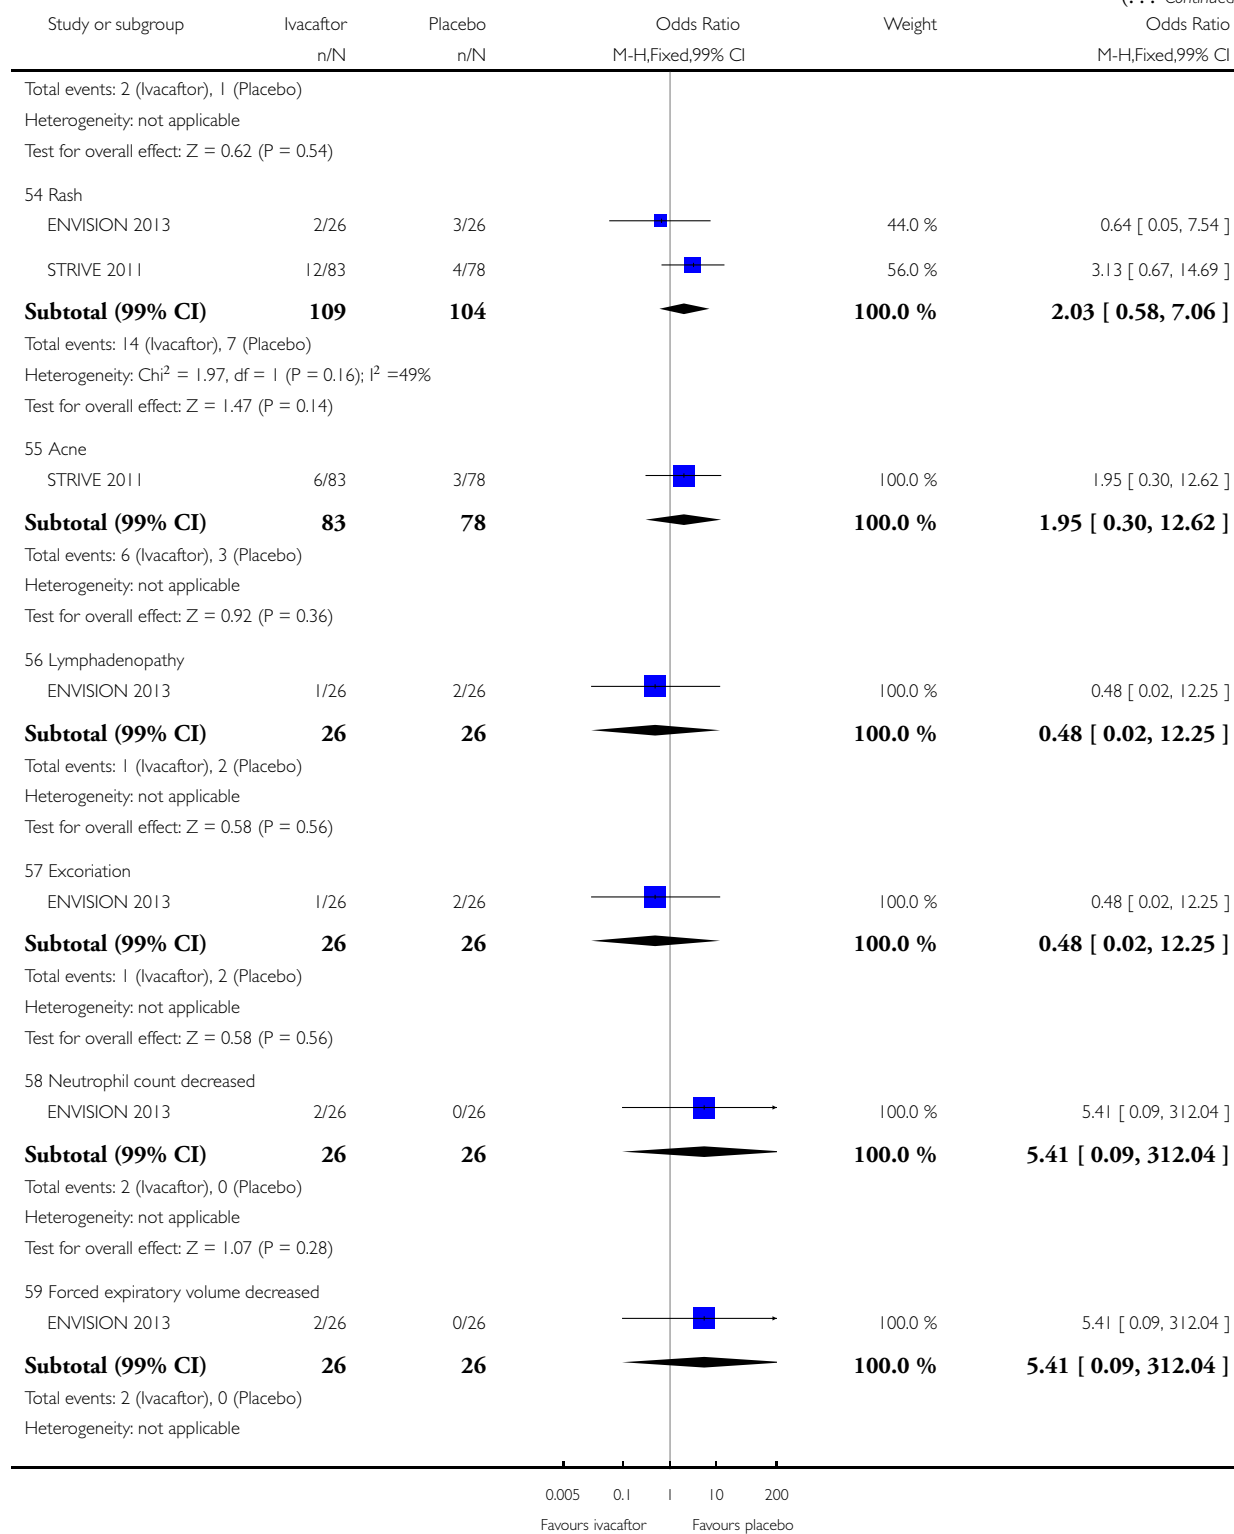 (. . . Continued
Study or subgroup Ivacaftor Placebo Odds Ratio Weight Odds Ratio
n/N n/N M-H,Fixed,99% CI M-H,Fixed,99% CI
Total events: 2 (Ivacaftor), 1 (Placebo)
Heterogeneity: not applicable
Test for overall effect: Z = 0.62 (P = 0.54)
54 Rash
ENVISION 2013 2/26 3/26 44.0 % 0.64 [ 0.05, 7.54 ]
STRIVE 2011 12/83 4/78 56.0 % 3.13 [ 0.67, 14.69 ]
Subtotal (99% CI) 109 104 100.0 % 2.03 [ 0.58, 7.06 ]
Total events: 14 (Ivacaftor), 7 (Placebo)
Heterogeneity: Chi² = 1.97, df = 1 (P = 0.16); I² =49%
Test for overall effect: Z = 1.47 (P = 0.14)
55 Acne
STRIVE 2011 6/83 3/78 100.0 % 1.95 [ 0.30, 12.62 ]
Subtotal (99% CI) 83 78 100.0 % 1.95 [ 0.30, 12.62 ]
Total events: 6 (Ivacaftor), 3 (Placebo)
Heterogeneity: not applicable
Test for overall effect: Z = 0.92 (P = 0.36)
56 Lymphadenopathy
ENVISION 2013 1/26 2/26 100.0 % 0.48 [ 0.02, 12.25 ]
Subtotal (99% CI) 26 26 100.0 % 0.48 [ 0.02, 12.25 ]
Total events: 1 (Ivacaftor), 2 (Placebo)
Heterogeneity: not applicable
Test for overall effect: Z = 0.58 (P = 0.56)
57 Excoriation
ENVISION 2013 1/26 2/26 100.0 % 0.48 [ 0.02, 12.25 ]
Subtotal (99% CI) 26 26 100.0 % 0.48 [ 0.02, 12.25 ]
Total events: 1 (Ivacaftor), 2 (Placebo)
Heterogeneity: not applicable
Test for overall effect: Z = 0.58 (P = 0.56)
58 Neutrophil count decreased
ENVISION 2013 2/26 0/26 100.0 % 5.41 [ 0.09, 312.04 ]
Subtotal (99% CI) 26 26 100.0 % 5.41 [ 0.09, 312.04 ]
Total events: 2 (Ivacaftor), 0 (Placebo)
Heterogeneity: not applicable
Test for overall effect: Z = 1.07 (P = 0.28)
59 Forced expiratory volume decreased
ENVISION 2013 2/26 0/26 100.0 % 5.41 [ 0.09, 312.04 ]
Subtotal (99% CI) 26 26 100.0 % 5.41 [ 0.09, 312.04 ]
Total events: 2 (Ivacaftor), 0 (Placebo)
Heterogeneity: not applicable
0.005 0.1 1 10 200
Favours ivacaftor Favours placebo